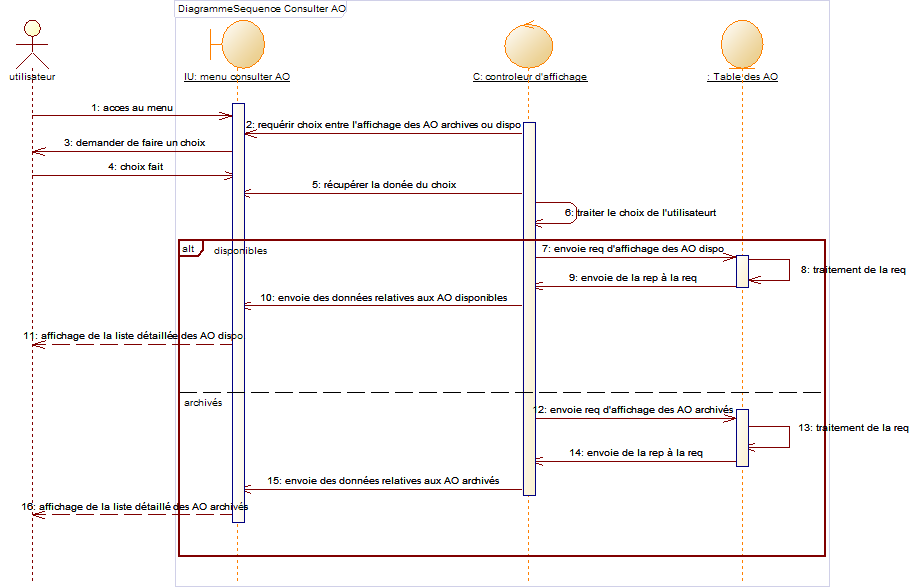 DiagrammeSequence Consulter AO
utilisateur
IU: menu consulter AO
C: controleur d'affichage
: Table des AO
1: acces au menu
2: requérir choix entre l'affichage des AO archives ou dispo
3: demander de faire un choix
4: choix fait
5: récupérer la donée du choix
6: traiter le choix de l'utilisateurt
alt
disponibles
7: envoie req d'affichage des AO dispo
8: traitement de la req
9: envoie de la rep à la req
10: envoie des données relatives aux AO disponibles
11: affichage de la liste détaillée des AO dispo
archivés
12: envoie req d'affichage des AO archivés
13: traitement de la req
14: envoie de la rep à la req
15: envoie des données relatives aux AO archivés
16: affichage de la liste détaillé des AO archivés